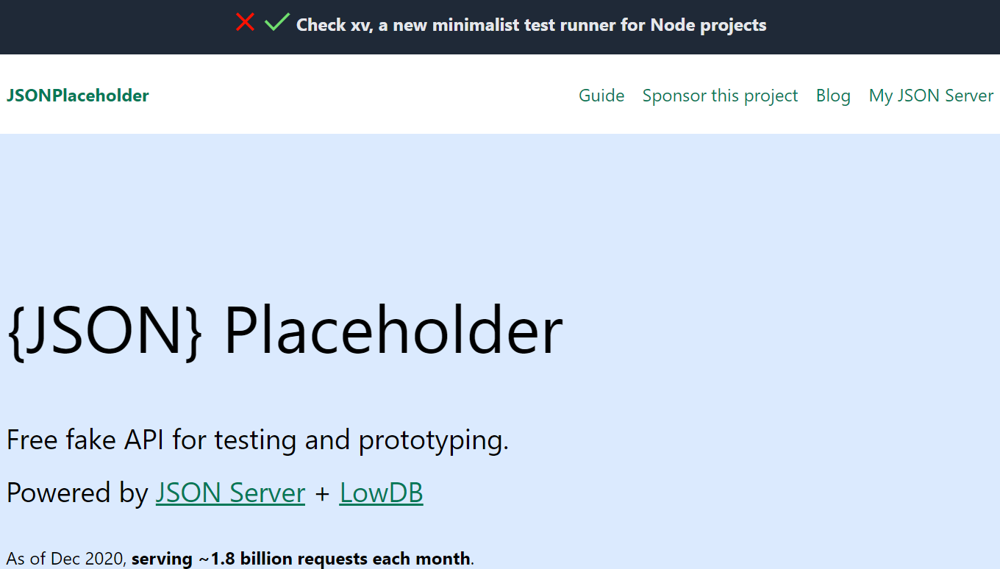 Check xv, a new minimalist test runner for Node projects
JSONPlaceholder
Guide Sponsor this project Blog My JSON Server
{JSON} Placeholder
Free fake API for testing and prototyping.
Powered by JSON Server + LowDB
As of Dec 2020, serving ~1.8 billion requests each month.